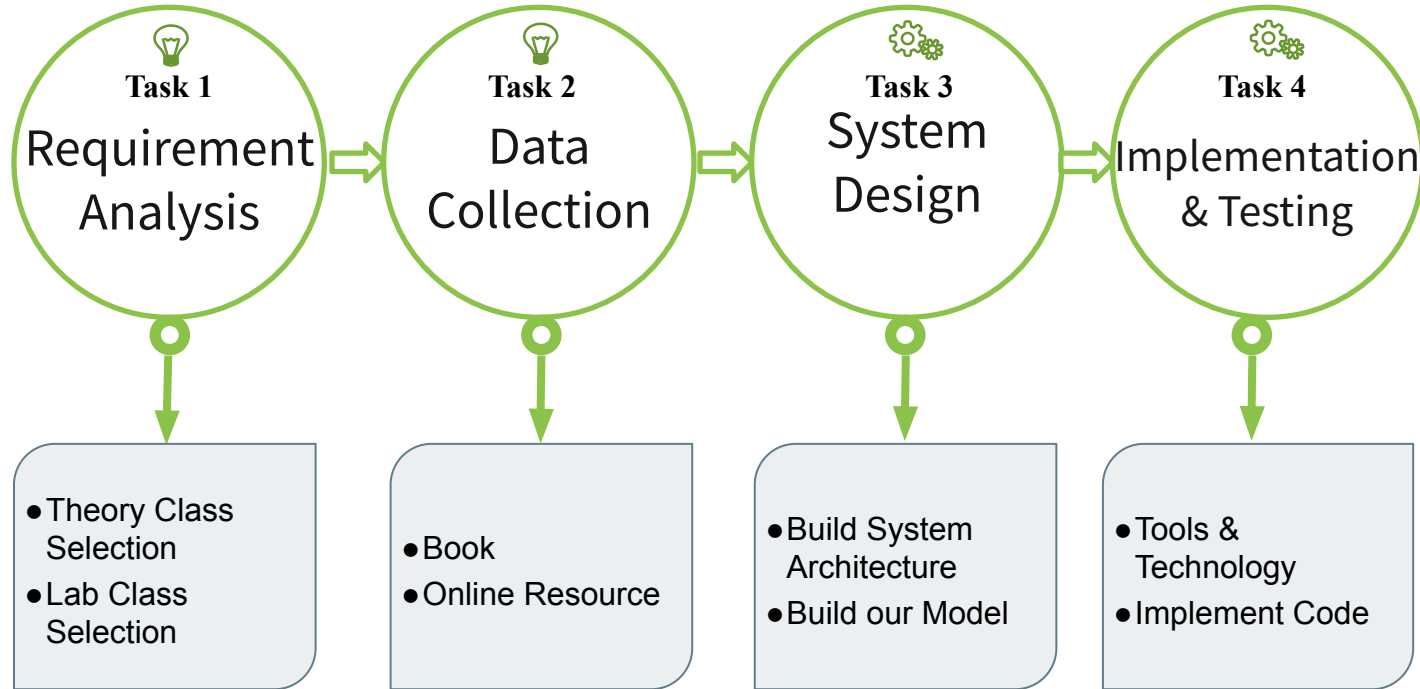 Task 1
Requirement
Analysis
Task 2
Data
Collection
Task 3
System
Design
Task 4
Implementation
& Testing
●Theory Class
Selection
●Lab Class
Selection
●Book
●Online Resource
●Build System
Architecture
●Build our Model
●Tools &
Technology
●Implement Code